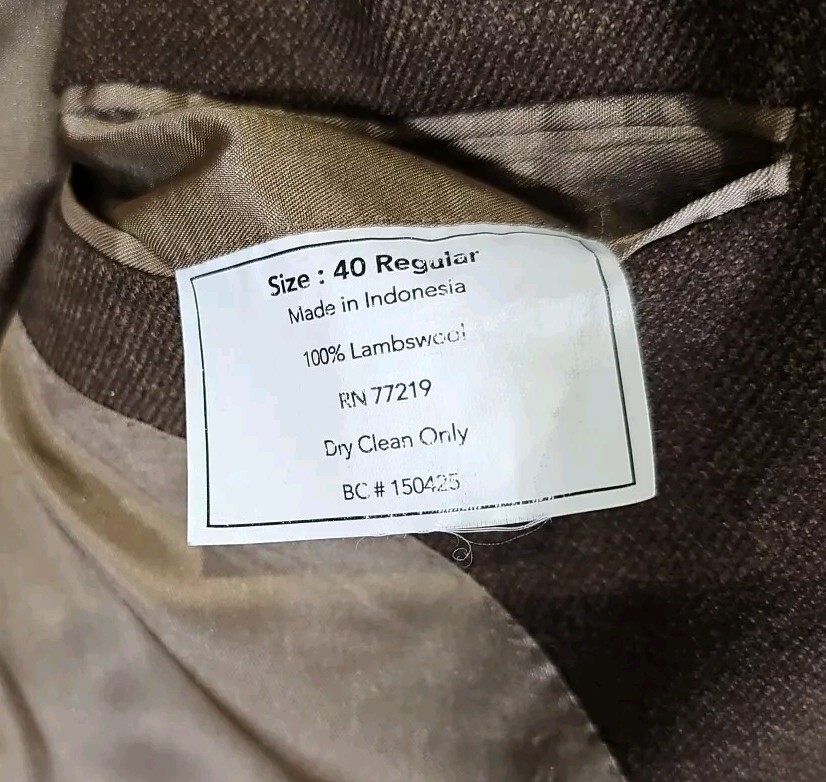 Size : 40 Regular
Made in Indonesia
100% Lambswool
RN 77219
Dry Clean Only
BC # 150425